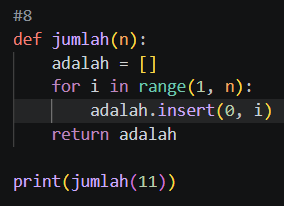 #8
def jumlah(n):
    adalah = []
    for i in range(1, n):
        adalah.insert(0, i)
    return adalah

print(jumlah(11))